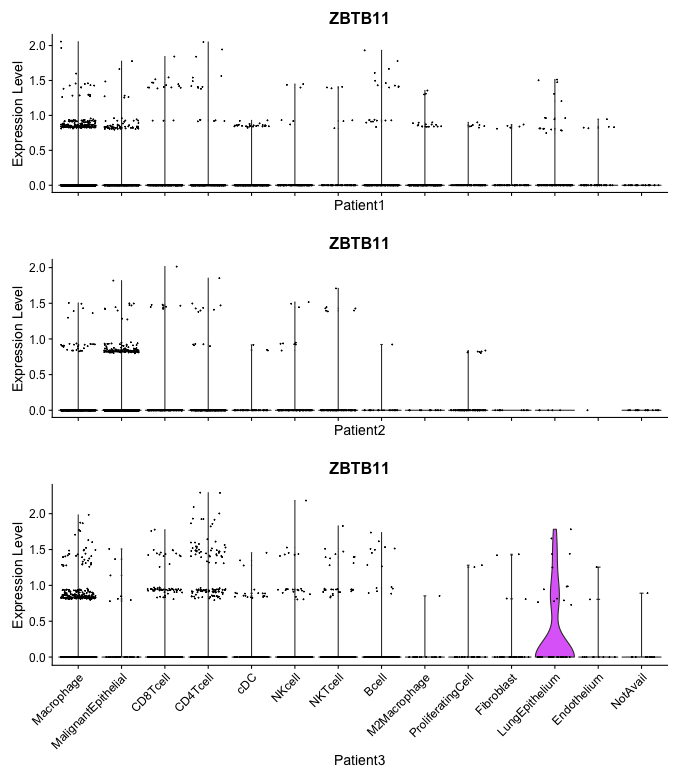 ZBTB11
Expression Level
2.0
1.5
1.0
0.5
0.0
Patient1
ZBTB11
Expression Level
2.0
1.5
1.0
0.5
0.0
Patient2
ZBTB11
Expression Level
2.0
1.5
1.0
0.5
0.0
Macrophage
MalignantEpithelial
CD8Tcell
CD4Tcell
cDC
NKcell
NKTcell
Bcell
M2Macrophage
ProliferatingCell
Fibroblast
LungEpithelium
Endothelium
NotAvail
Patient3